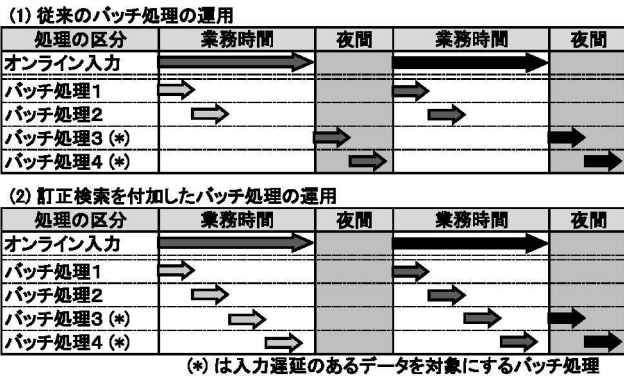 (1) 従来のバッチ処理の運用
処理の区分 業務時間 夜間 業務時間 夜間
オンライン入力
バッチ処理1
バッチ処理2
バッチ処理3 (*)
バッチ処理4 (*)
(2) 訂正検索を付加したバッチ処理の運用
処理の区分 業務時間 夜間 業務時間 夜間
オンライン入力
バッチ処理1
バッチ処理2
バッチ処理3 (*)
バッチ処理4 (*)
(*) は入力遅延のあるデータを対象にするバッチ処理